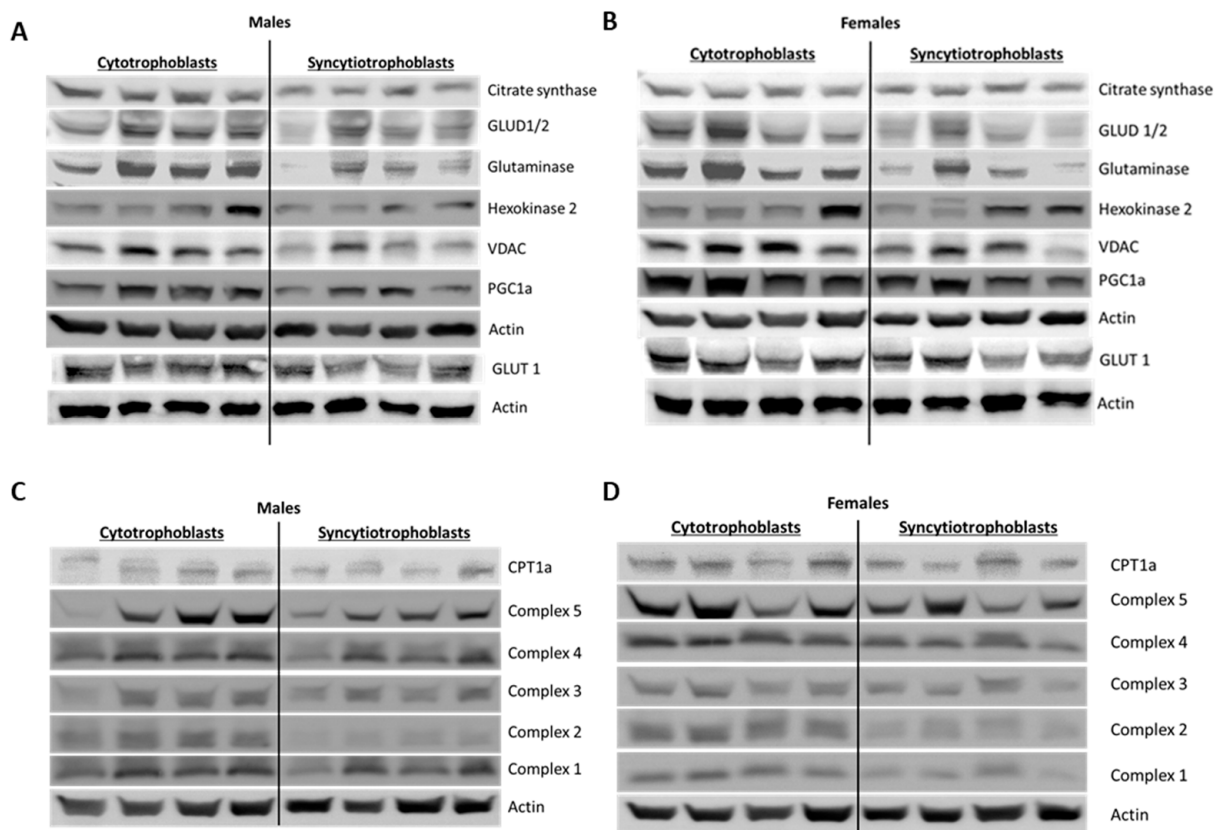 A
Males
Cytotrophoblasts
Syncytiotrophoblasts
Citrate synthase
GLUD1/2
Glutaminase
Hexokinase 2
VDAC
PGC1a
Actin
GLUT 1
Actin
B
Females
Cytotrophoblasts
Syncytiotrophoblasts
Citrate synthase
GLUD 1/2
Glutaminase
Hexokinase 2
VDAC
PGC1a
Actin
GLUT 1
Actin
C
Males
Cytotrophoblasts
Syncytiotrophoblasts
CPT1a
Complex 5
Complex 4
Complex 3
Complex 2
Complex 1
Actin
D
Females
Cytotrophoblasts
Syncytiotrophoblasts
CPT1a
Complex 5
Complex 4
Complex 3
Complex 2
Complex 1
Actin